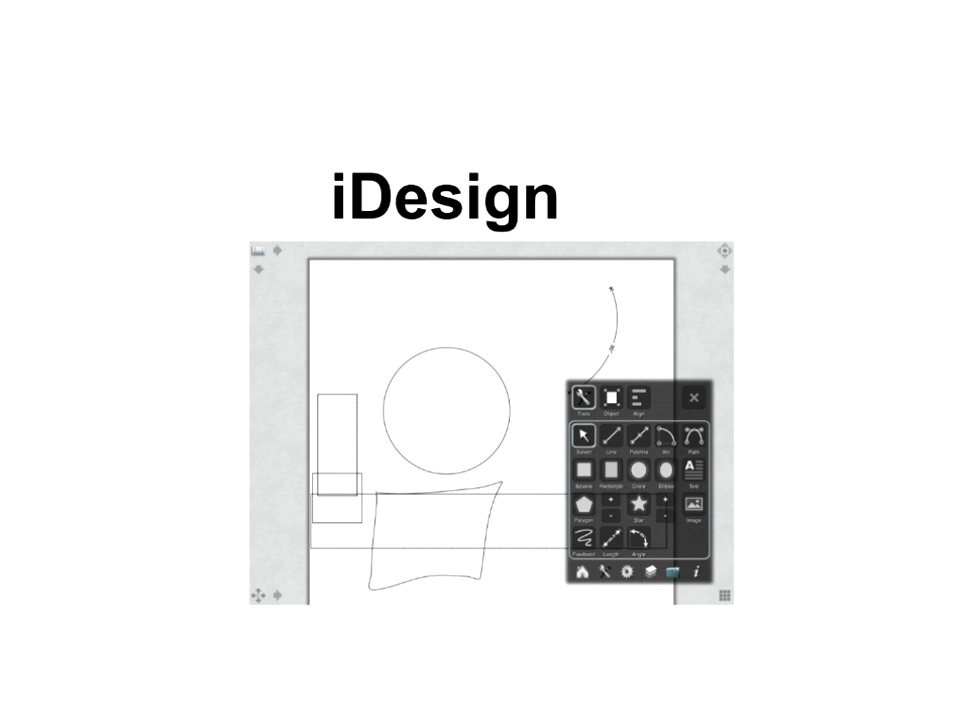 iDesign
Tools Object Align
Select Line Polyline Arc Path
Square Rectangle Circle Ellipse Text
Polygon Star Image
Freehand Length Angle